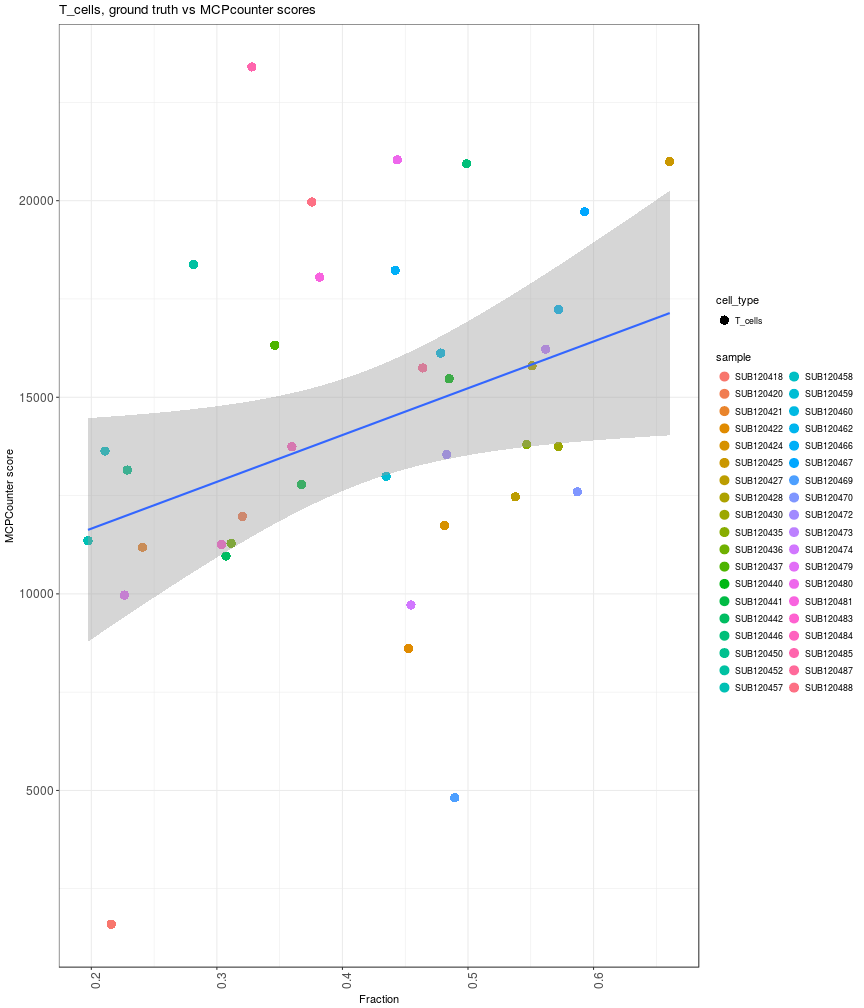 T_cells, ground truth vs MCPcounter scores
MCPCounter score
20000
15000
10000
5000
0.2
0.3
0.4
0.5
0.6
Fraction
cell_type
T_cells
sample
SUB120418 SUB120458
SUB120420 SUB120459
SUB120421 SUB120460
SUB120422 SUB120462
SUB120424 SUB120466
SUB120425 SUB120467
SUB120427 SUB120469
SUB120428 SUB120470
SUB120430 SUB120472
SUB120435 SUB120473
SUB120436 SUB120474
SUB120437 SUB120479
SUB120440 SUB120480
SUB120441 SUB120481
SUB120442 SUB120483
SUB120446 SUB120484
SUB120450 SUB120485
SUB120452 SUB120487
SUB120457 SUB120488